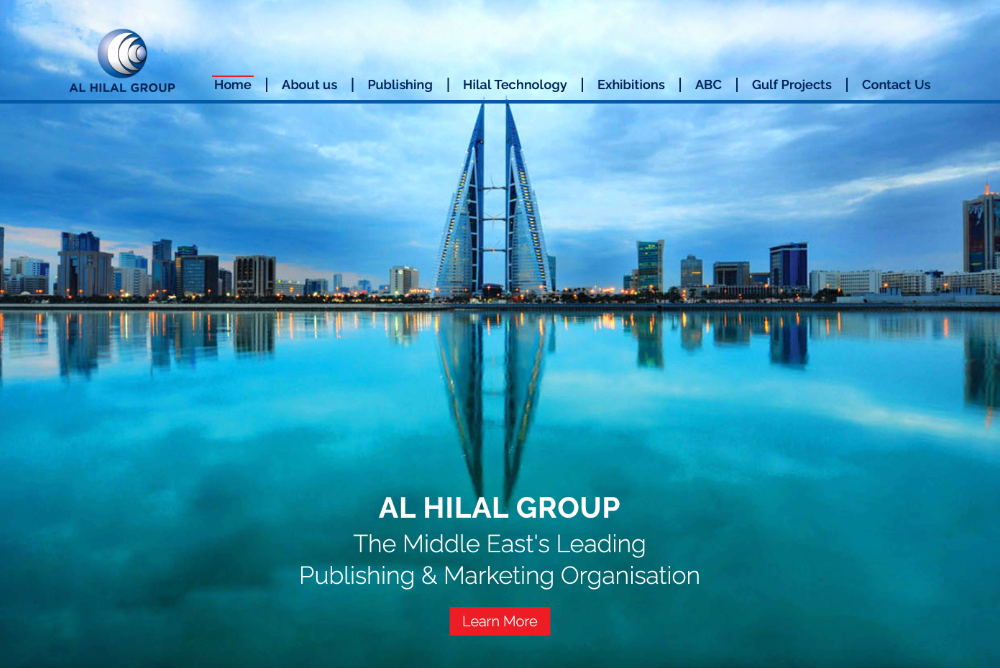 AL HILAL GROUP
Home | About us | Publishing | Hilal Technology | Exhibitions | ABC | Gulf Projects | Contact Us
AL HILAL GROUP
The Middle East's Leading
Publishing & Marketing Organisation
Learn More